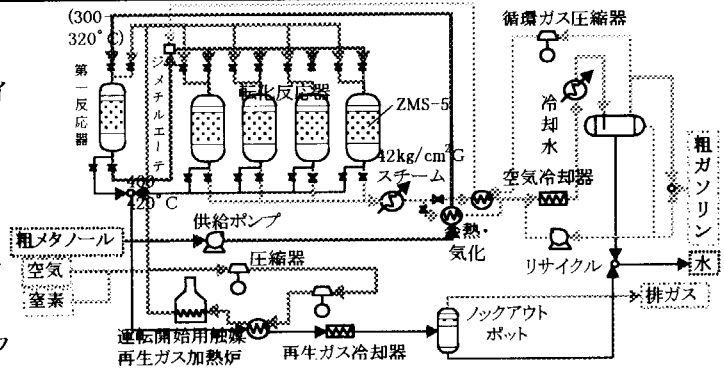 (300-
320°C)
循環ガス圧縮器
第一反応器
ジメチルエーテ
転化反応器
ZMS-5
冷却水
粗ガソリン
42kg/cm²G
スチーム
400-
420°C
空気冷却器
供給ポンプ
気化
粗メタノール
圧縮器
リサイクル
水
空気
窒素
排ガス
ノックアウト
ポット
運転開始用触媒
再生ガス加熱炉
再生ガス冷却器